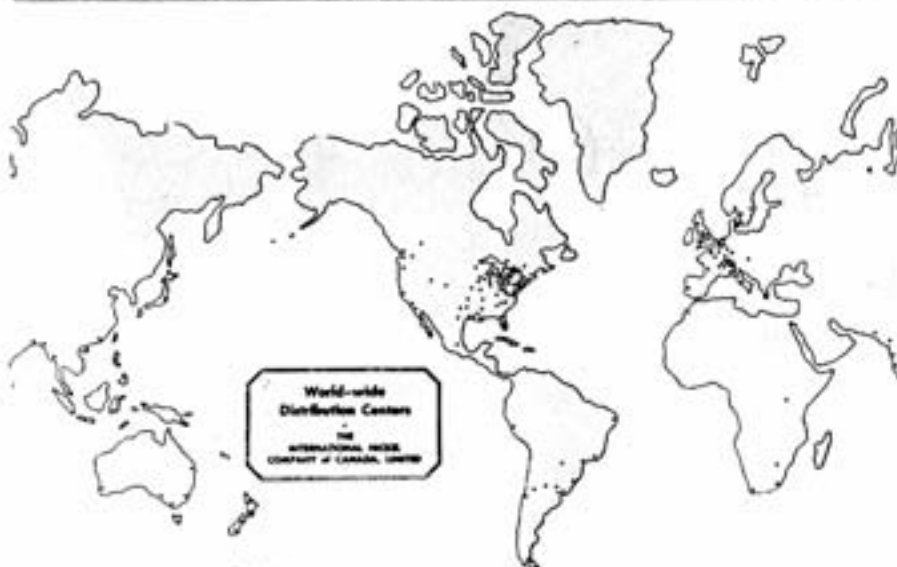 World-wide
Distribution Centers
THE
INTERNATIONAL NICKEL
COMPANY of CANADA, LIMITED